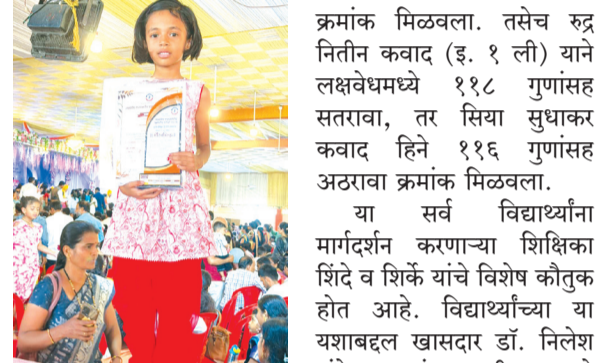 क्रमांक मिळवला. तसेच रुद्र
नितीन कवाद (इ. १ ली) याने
लक्षवेधमध्ये ११८ गुणांसह
सतरावा, तर सिया सुधाकर
कवाद हिने ११६ गुणांसह
अठरावा क्रमांक मिळवला.
या सर्व विद्यार्थ्यांना
मार्गदर्शन करणाऱ्या शिक्षिका
शिंदे व शिर्के यांचे विशेष कौतुक
होत आहे. विद्यार्थ्यांच्या या
यशाबद्दल खासदार डॉ. निलेश